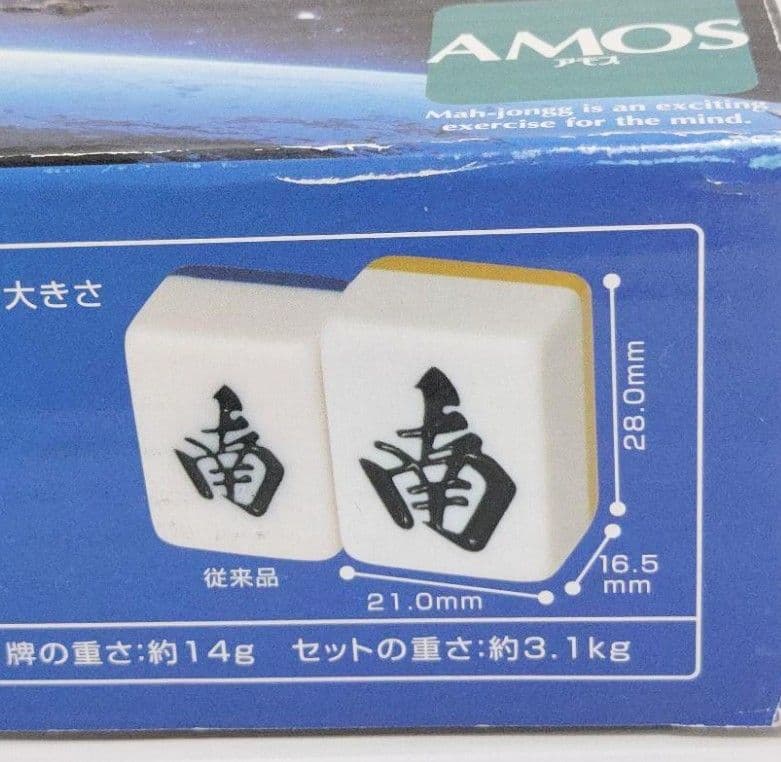 AMOS
アモス
Mah-jongg is an exciting
exercise for the mind.
大きさ
南
南
28.0mm
16.5
mm
従来品
21.0mm
牌の重さ:約14g セットの重さ:約3.1kg